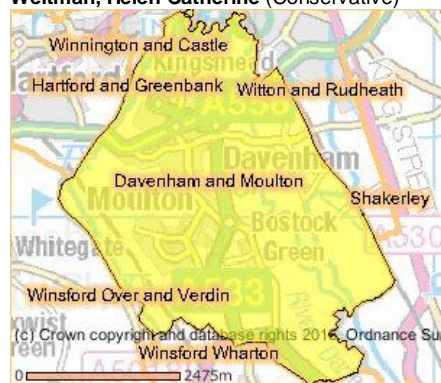 Weltman, Helen Catherine (Conservative)
Winnington and Castle
Kingsmead
Hartford and Greenbank
Witton and Rudheath
Davenham
Davenham and Moulton
Moulton
Shakerley
Bostock
Green
Whitegate
A530
A533
Winsford Over and Verdin
(c) Crown copyright and database rights 2016, Ordnance Su
Winsford Wharton
0 2475m